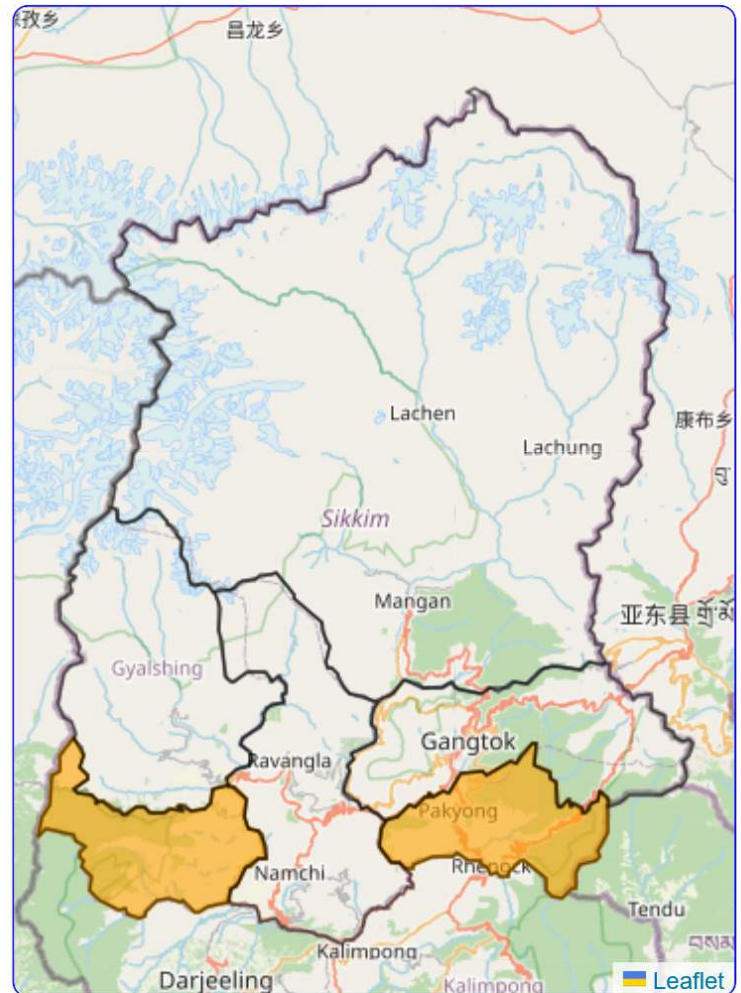 孜乡
昌龙乡
Lachen
康布乡
Lachung
Sikkim
Mangan
亚东县
Gyalshing
Gangtok
Ravangla
Pakyong
Rhenock
Namchi
Tendu
Kalimpong
Darjeeling
Kalimpong
Leaflet